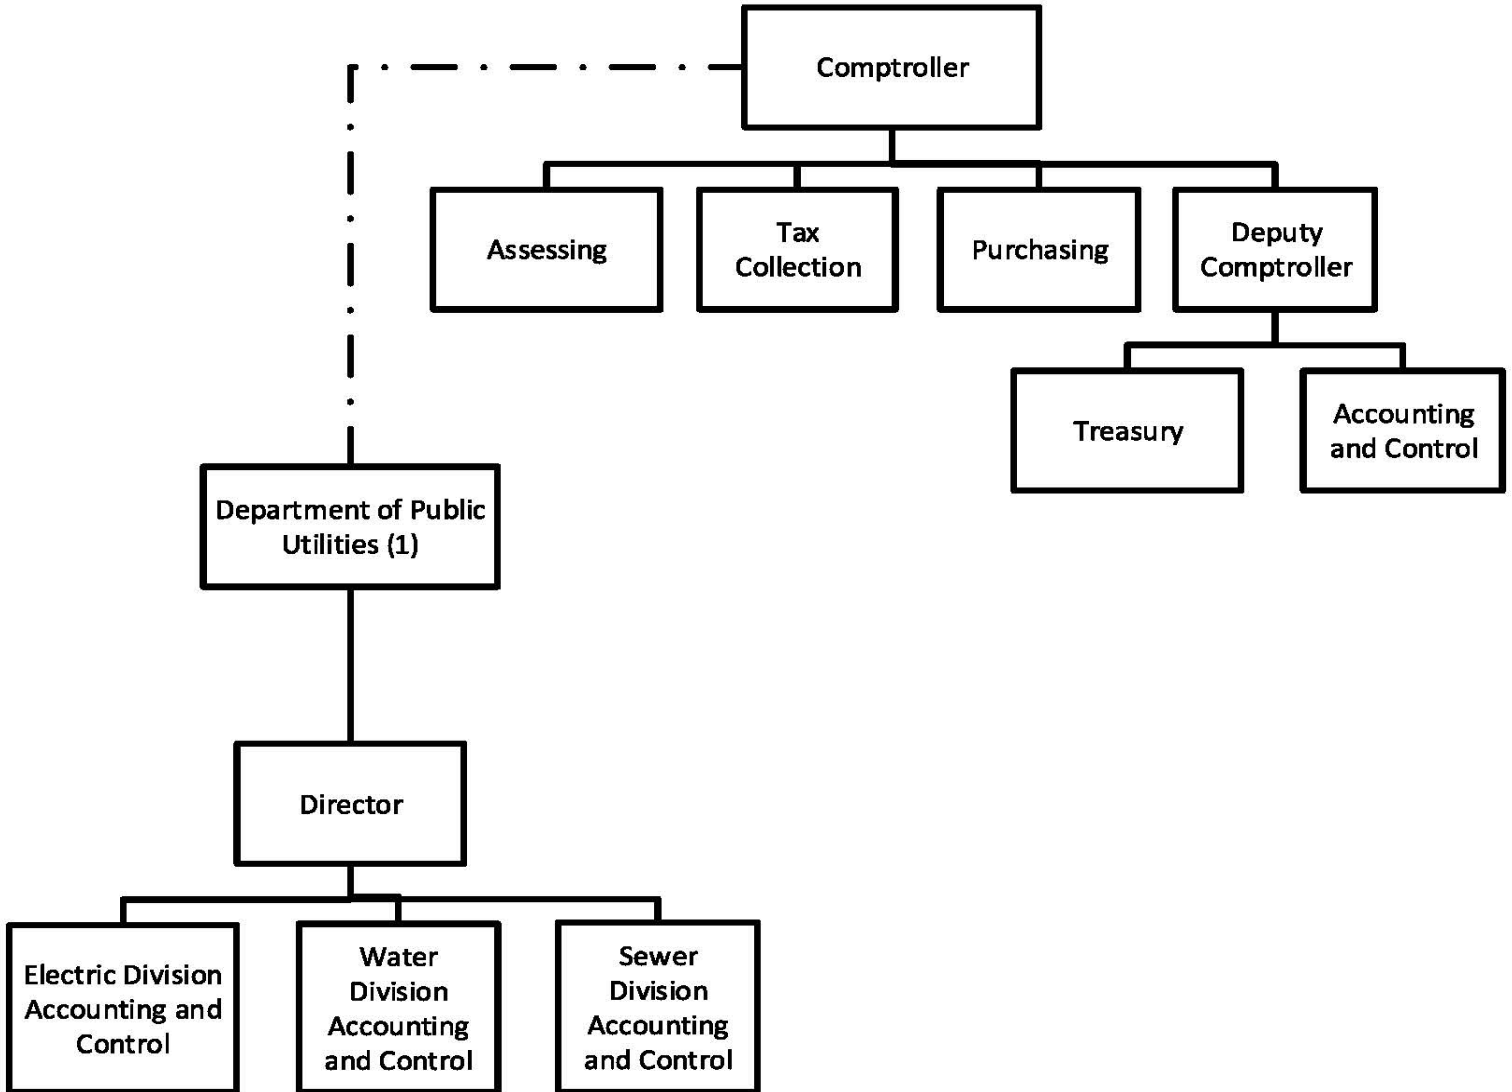 Comptroller
Assessing
Tax
Collection
Purchasing
Deputy
Comptroller
Treasury
Accounting
and Control
Department of Public
Utilities (1)
Director
Electric Division
Accounting and
Control
Water
Division
Accounting
and Control
Sewer
Division
Accounting
and Control